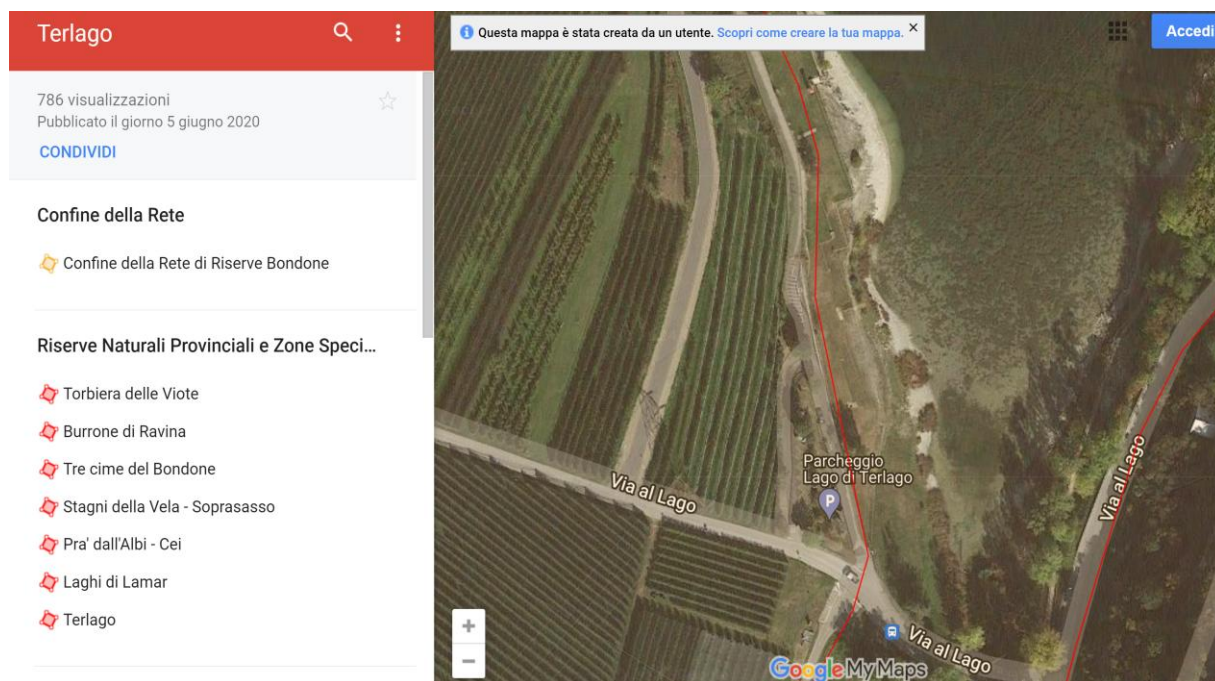 Terlago
786 visualizzazioni
Pubblicato il giorno 5 giugno 2020
CONDIVIDI
Confine della Rete
Confine della Rete di Riserve Bondone
Riserve Naturali Provinciali e Zone Speci...
Torbiera delle Viote
Burrone di Ravina
Tre cime del Bondone
Stagni della Vela - Soprasasso
Pra' dall'Albi - Cei
Laghi di Lamar
Terlago
Questa mappa è stata creata da un utente. Scopri come creare la tua mappa.
Accedi
Parcheggio
Lago di Terlago
P
Via al Lago
Via al Lago
Via al Lago
Google My Maps